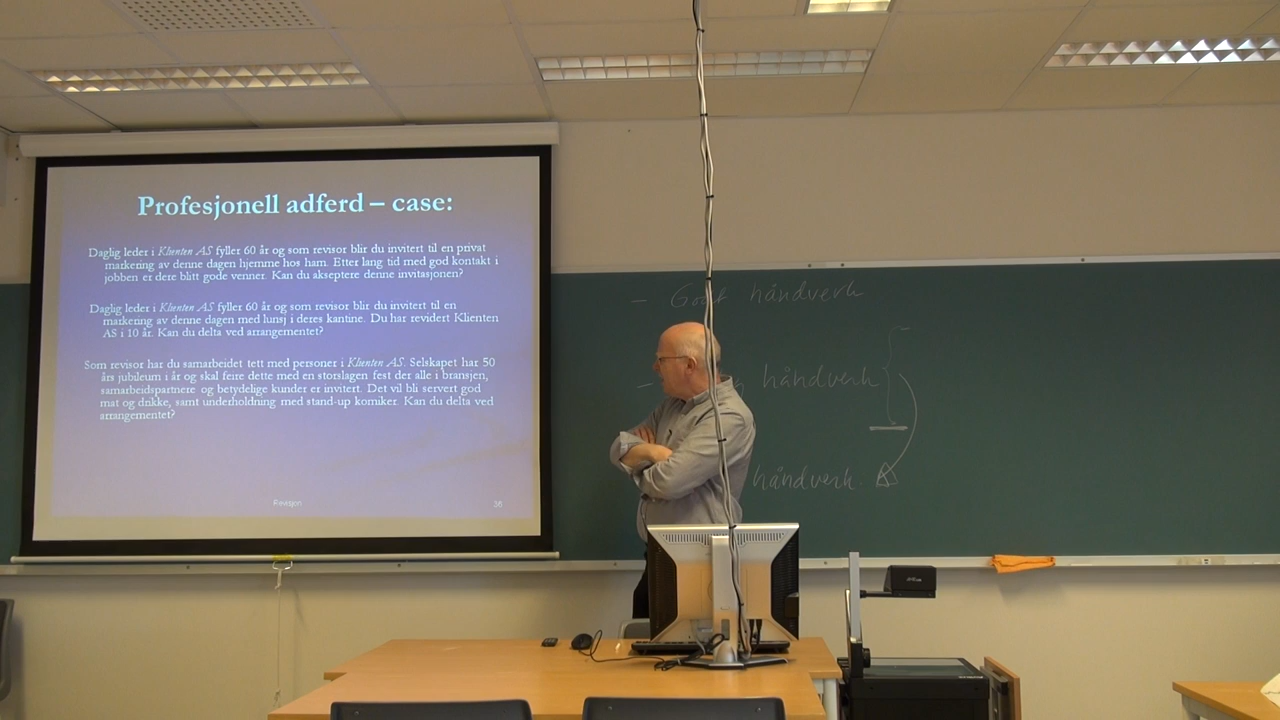 Profesjonell adferd – case:
Daglig leder i Klienten AS fyller 60 år og som revisor blir du invitert til en privat
markering av denne dagen hjemme hos ham. Etter lang tid med god kontakt i
jobben er dere blitt gode venner. Kan du akseptere denne invitasjonen?
Daglig leder i Klienten AS fyller 60 år og som revisor blir du invitert til en
markering av denne dagen med lunsj i deres kantine. Du har revidert Klienten
AS i 10 år. Kan du delta ved arrangementet?
Som revisor har du samarbeidet tett med personer i Klienten AS. Selskapet har 50
års jubileum i år og skal feire dette med en storslagen fest der alle i bransjen,
samarbeidspartnere og betydelige kunder er invitert. Det vil bli servert god
mat og drikke, samt underholdning med stand-up komiker. Kan du delta ved
arrangementet?
Revisjon 38
- Godt håndverk
- håndverk
håndverk.